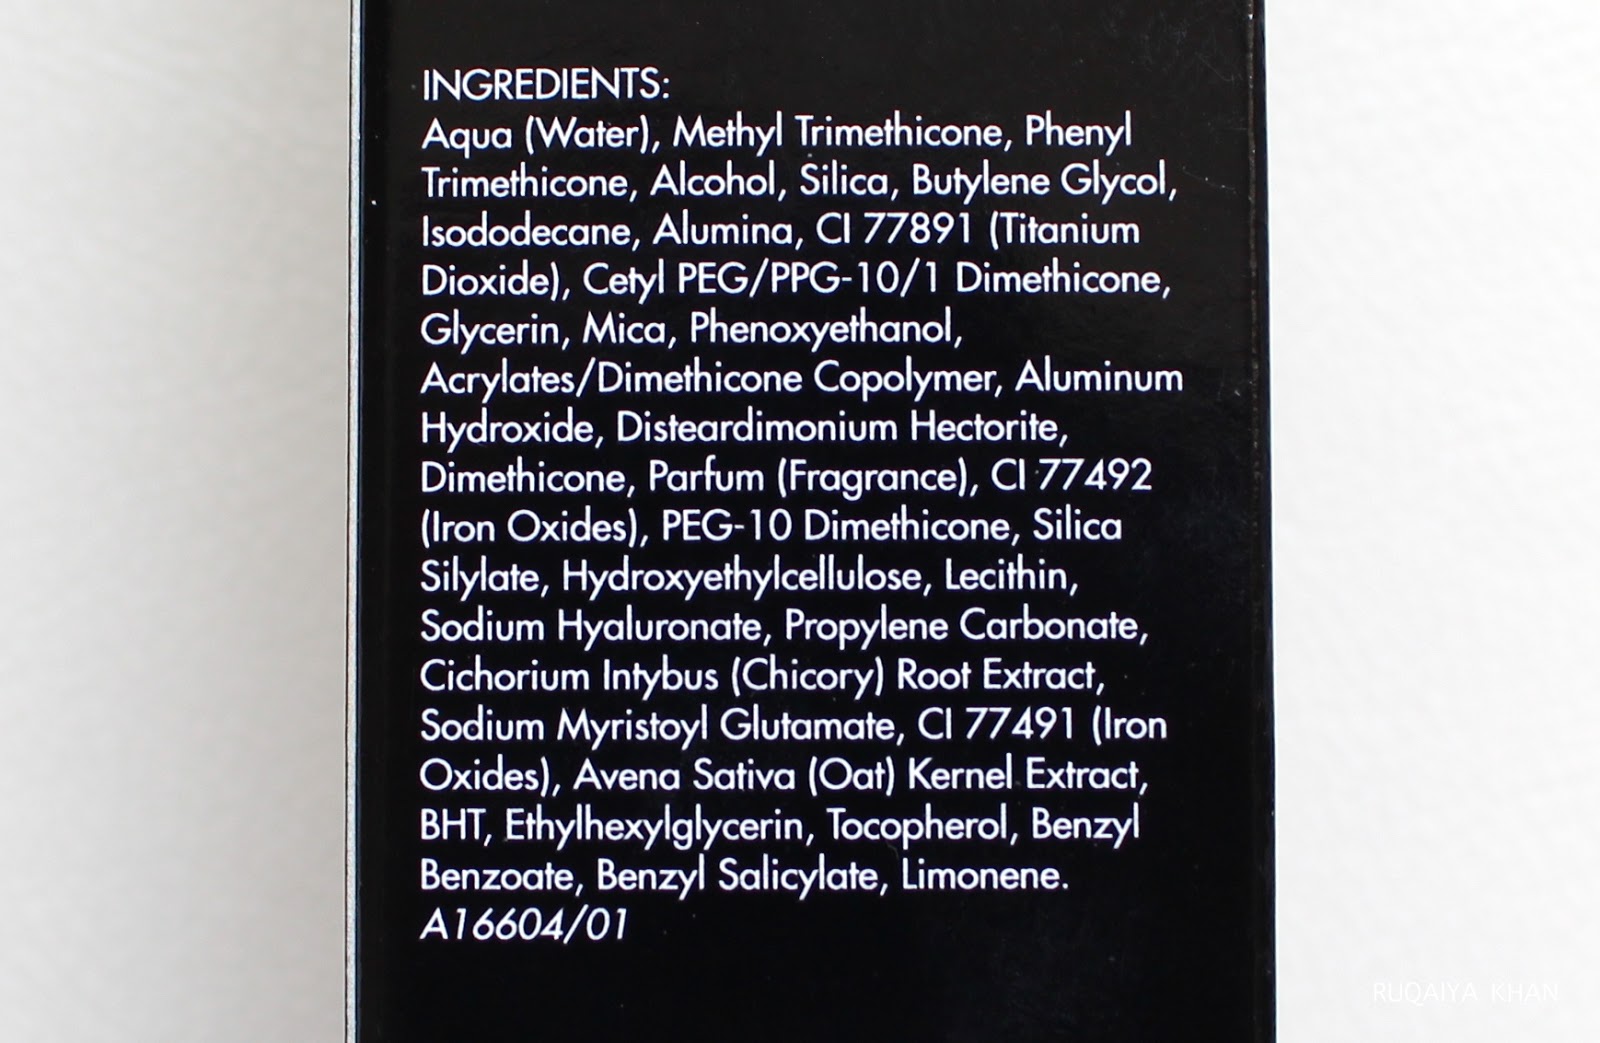 INGREDIENTS:
Aqua (Water), Methyl Trimethicone, Phenyl
Trimethicone, Alcohol, Silica, Butylene Glycol,
Isododecane, Alumina, CI 77891 (Titanium
Dioxide), Cetyl PEG/PPG-10/1 Dimethicone,
Glycerin, Mica, Phenoxyethanol,
Acrylates/Dimethicone Copolymer, Aluminum
Hydroxide, Disteardimonium Hectorite,
Dimethicone, Parfum (Fragrance), CI 77492
(Iron Oxides), PEG-10 Dimethicone, Silica
Silylate, Hydroxyethylcellulose, Lecithin,
Sodium Hyaluronate, Propylene Carbonate,
Cichorium Intybus (Chicory) Root Extract,
Sodium Myristoyl Glutamate, CI 77491 (Iron
Oxides), Avena Sativa (Oat) Kernel Extract,
BHT, Ethylhexylglycerin, Tocopherol, Benzyl
Benzoate, Benzyl Salicylate, Limonene.
A16604/01
RUQAIYA KHAN